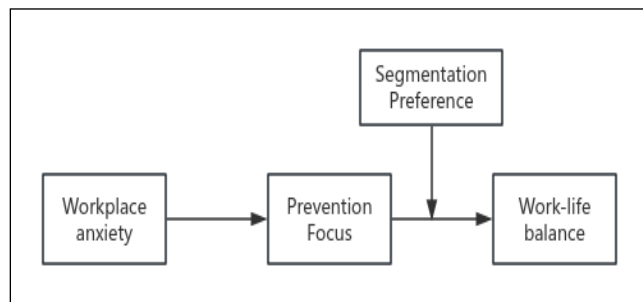 Segmentation
Preference
Workplace
anxiety
Prevention
Focus
Work-life
balance